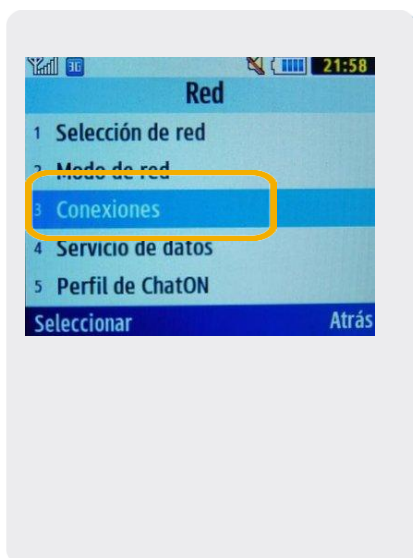 3G 21:58
Red
1 Selección de red
2 Modo de red
3 Conexiones
4 Servicio de datos
5 Perfil de ChatON
Seleccionar Atrás